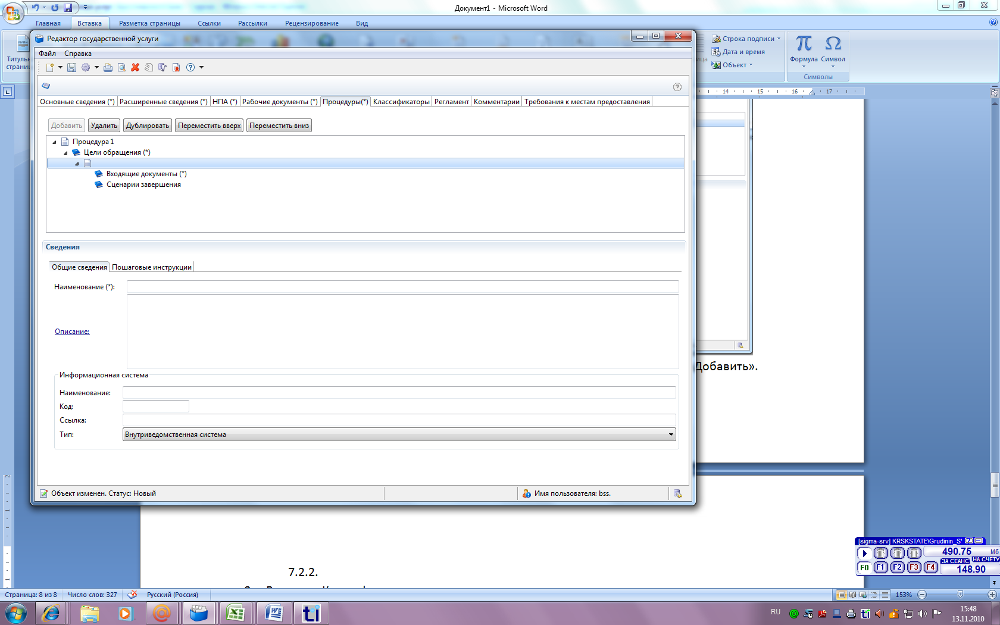 Документ1 - Microsoft Word
Главная Вставка Разметка страницы Ссылки Рассылки Рецензирование Вид
Редактор государственной услуги
Строка подписи
Титуль
Дата и время
Формула Символ
страниц
Объект
Символы
Файл Справка
14 15 16 17
Основные сведения (*) Расширенные сведения (*) НПА (*) Рабочие документы (*) Процедуры(*) Классификаторы Регламент Комментарии Требования к местам предоставления
Добавить Удалить Дублировать Переместить вверх Переместить вниз
Процедура 1
Цели обращения (*)
Входящие документы (*)
Сценарии завершения
Сведения
Общие сведения Пошаговые инструкции
Наименование (*):
Описание:
Информационная система
Наименование:
Код:
Ссылка:
Тип: Внутриведомственная система
Добавить».
Объект изменен. Статус: Новый
Имя пользователя: bss.
7.2.2.
[sigma-srv] KRSKSTATE\Grudinin_S'
490.75 Мб
ЗА СЕАНС НА СЧЕТУ
F0 F1 F2 F3 F4 148.90
Страница: 8 из 8 Число слов: 327 Русский (Россия) 153%
RU
15:48
13.11.2010